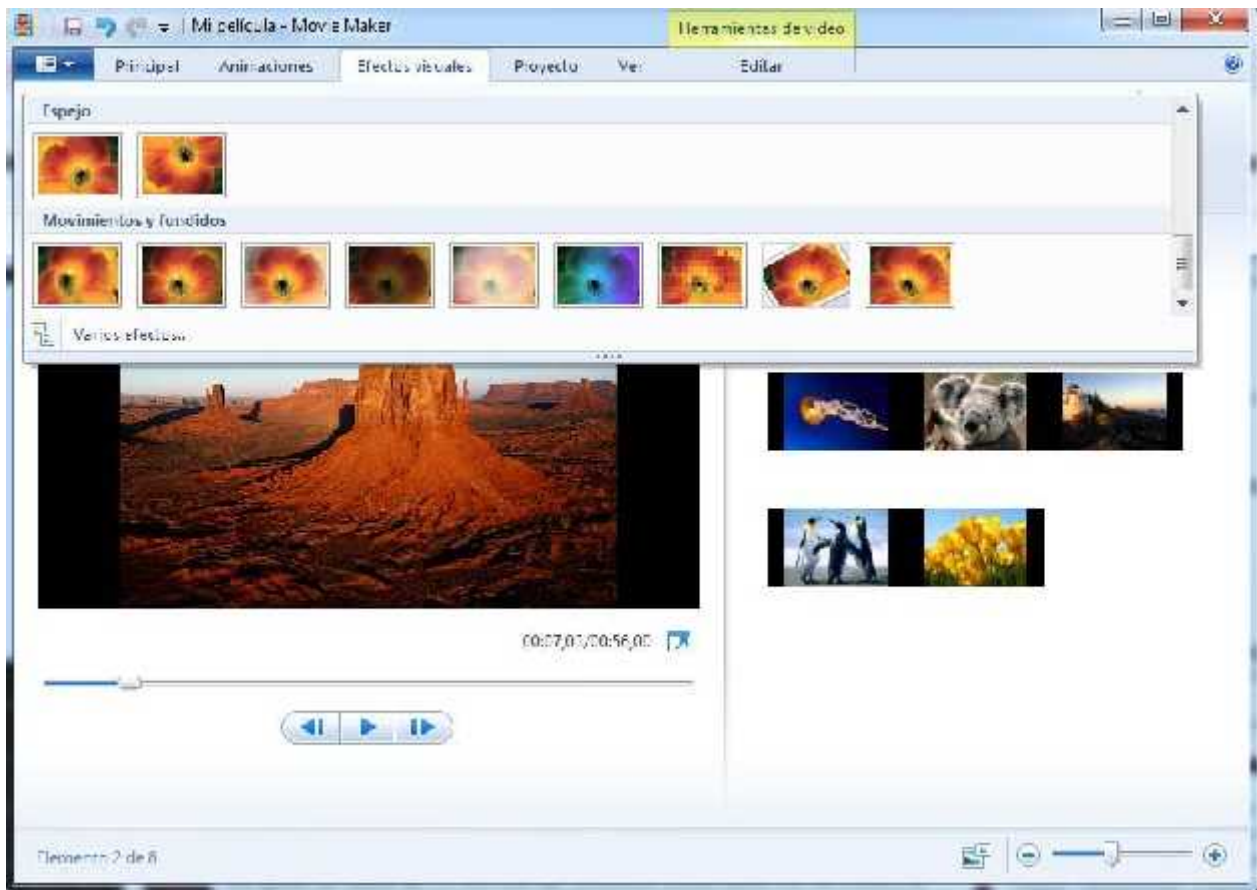 Mi película - Movie Maker
Herramientas de video
Principal Animaciones Efectos visuales Proyecto Ver Editar
Espejo
Movimientos y fundidos
Varios efectos...
00:07,00/00:56,00
Elemento 2 de 8